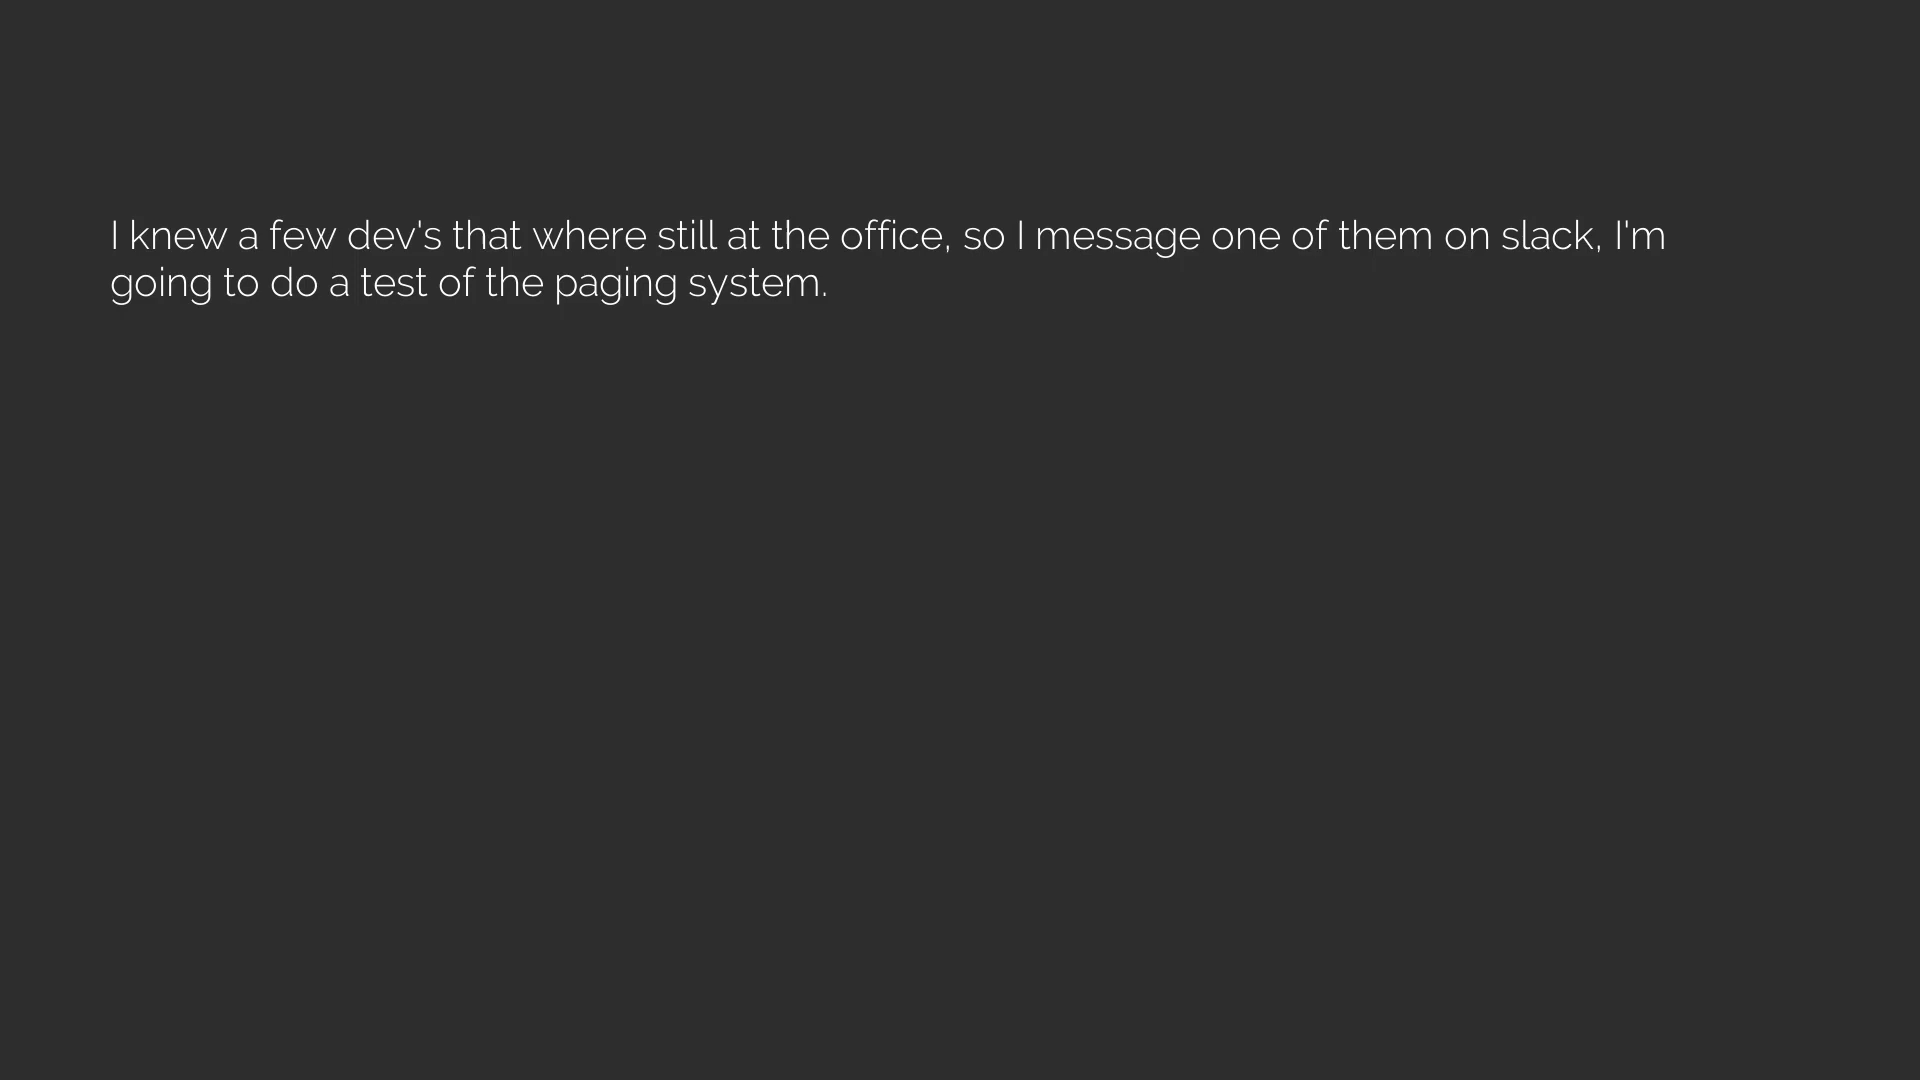 I knew a few dev's that where still at the office, so I message one of them on slack, I'm
going to do a test of the paging system.